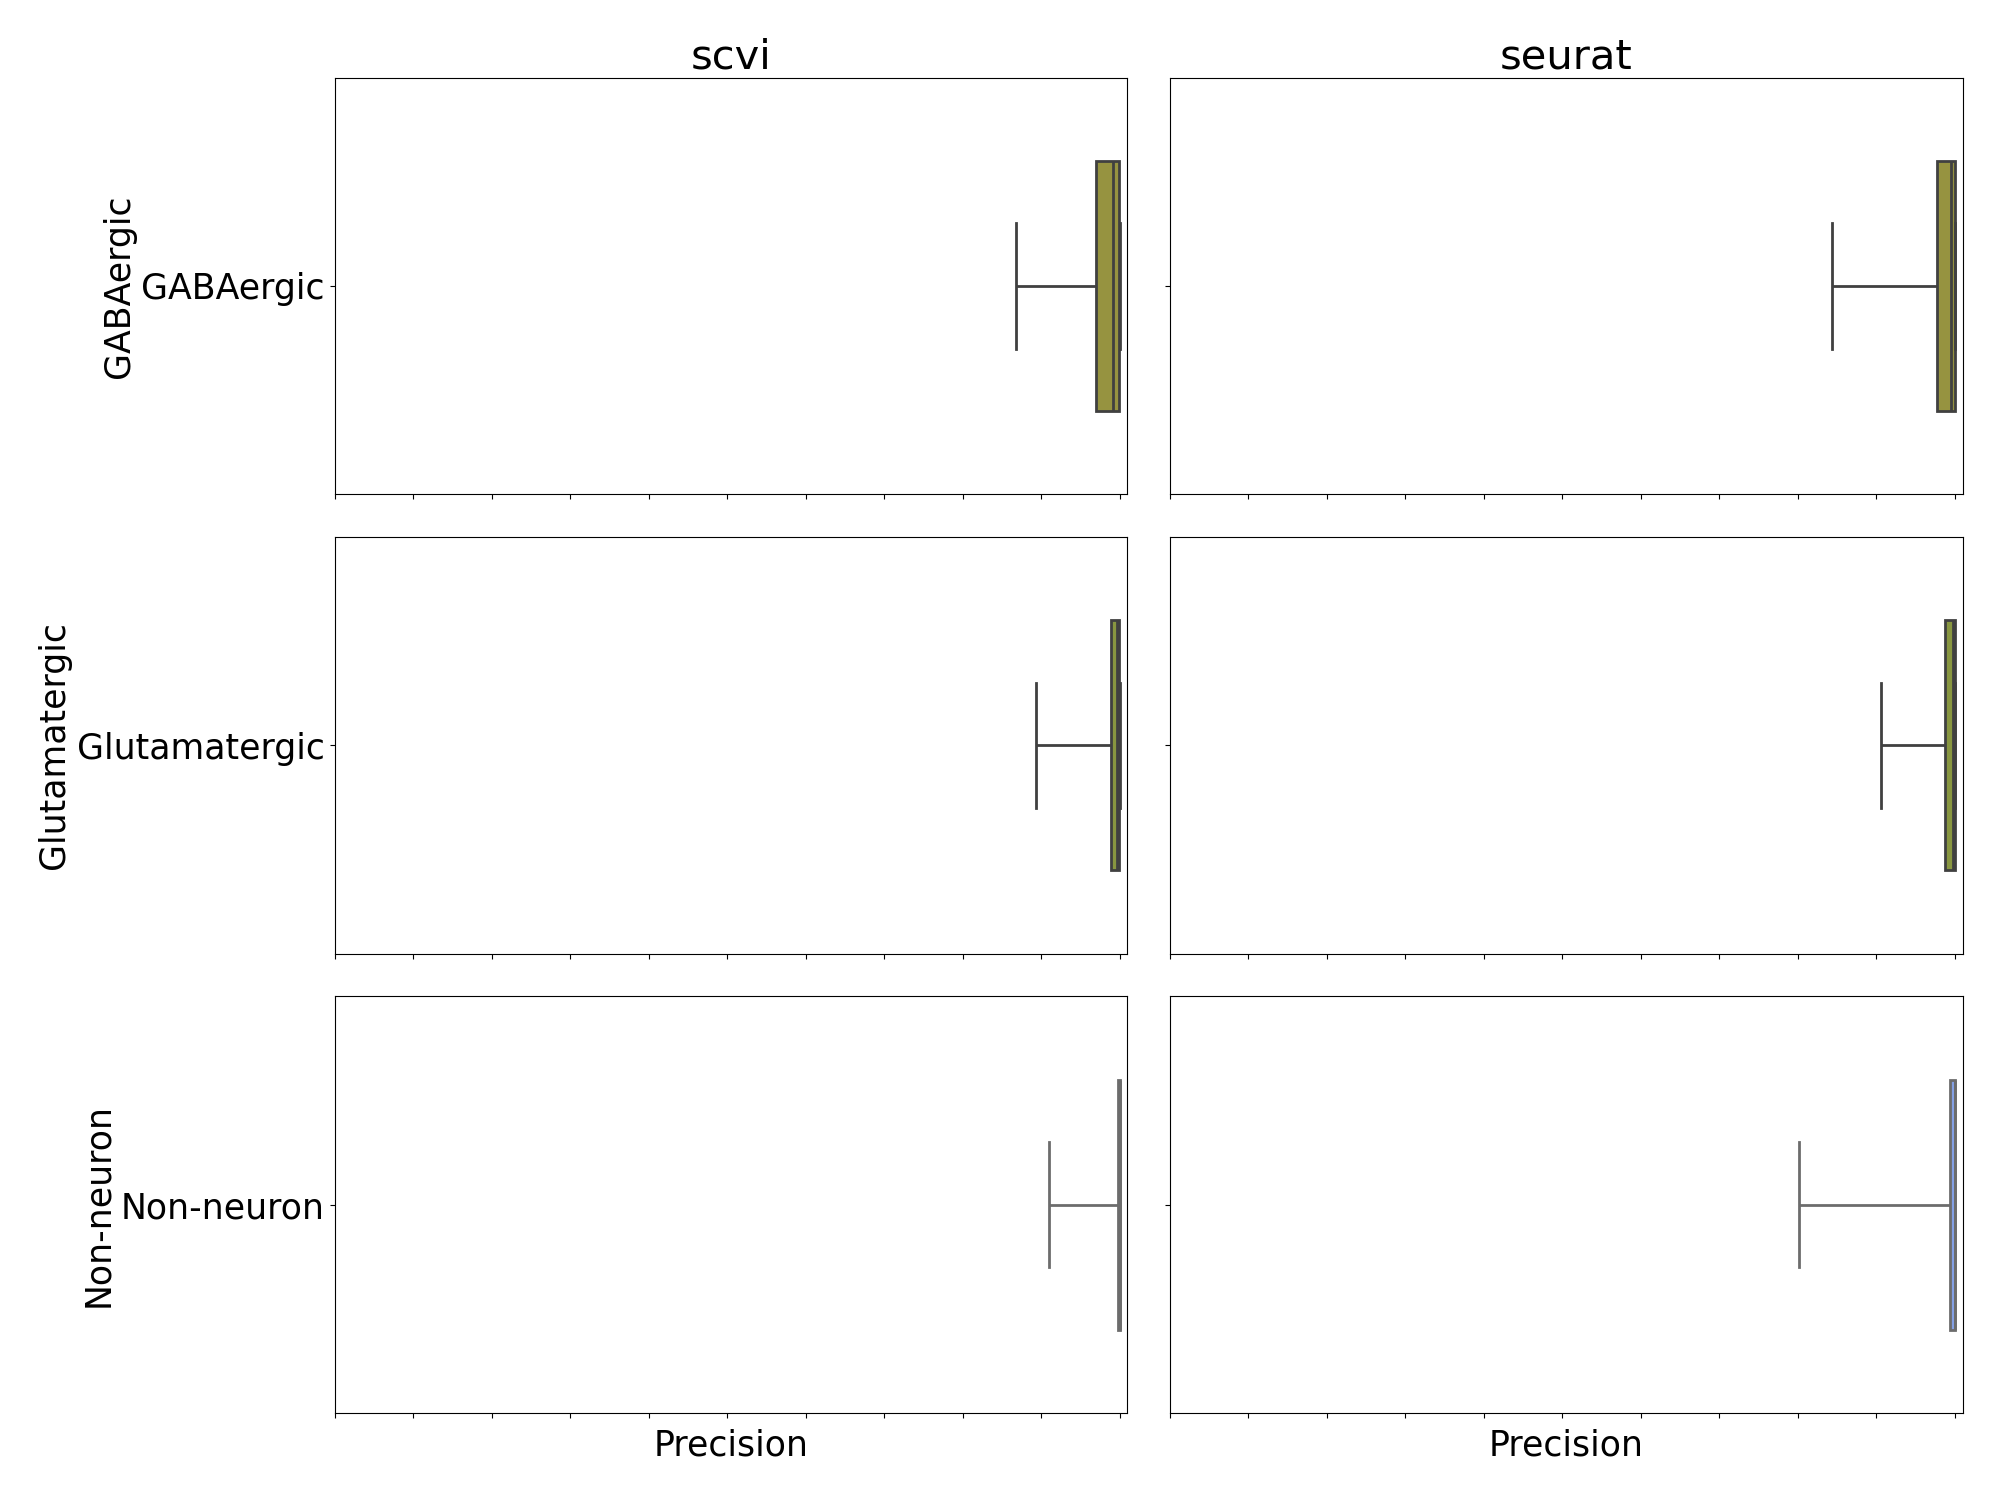 scvi
seurat
GABAergic
GABAergic
Glutamatergic
Glutamatergic
Non-neuron
Non-neuron
Precision
Precision